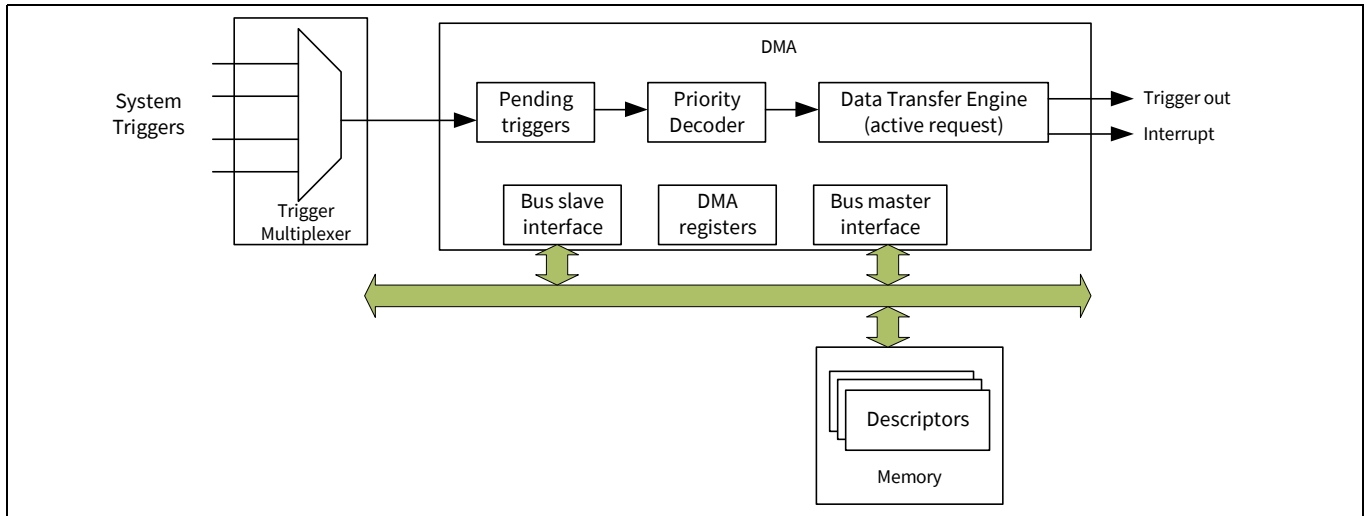 DMA
System
Triggers
Trigger
Multiplexer
Pending
triggers
Priority
Decoder
Data Transfer Engine
(active request)
Trigger out
Interrupt
Bus slave
interface
DMA
registers
Bus master
interface
Descriptors
Memory